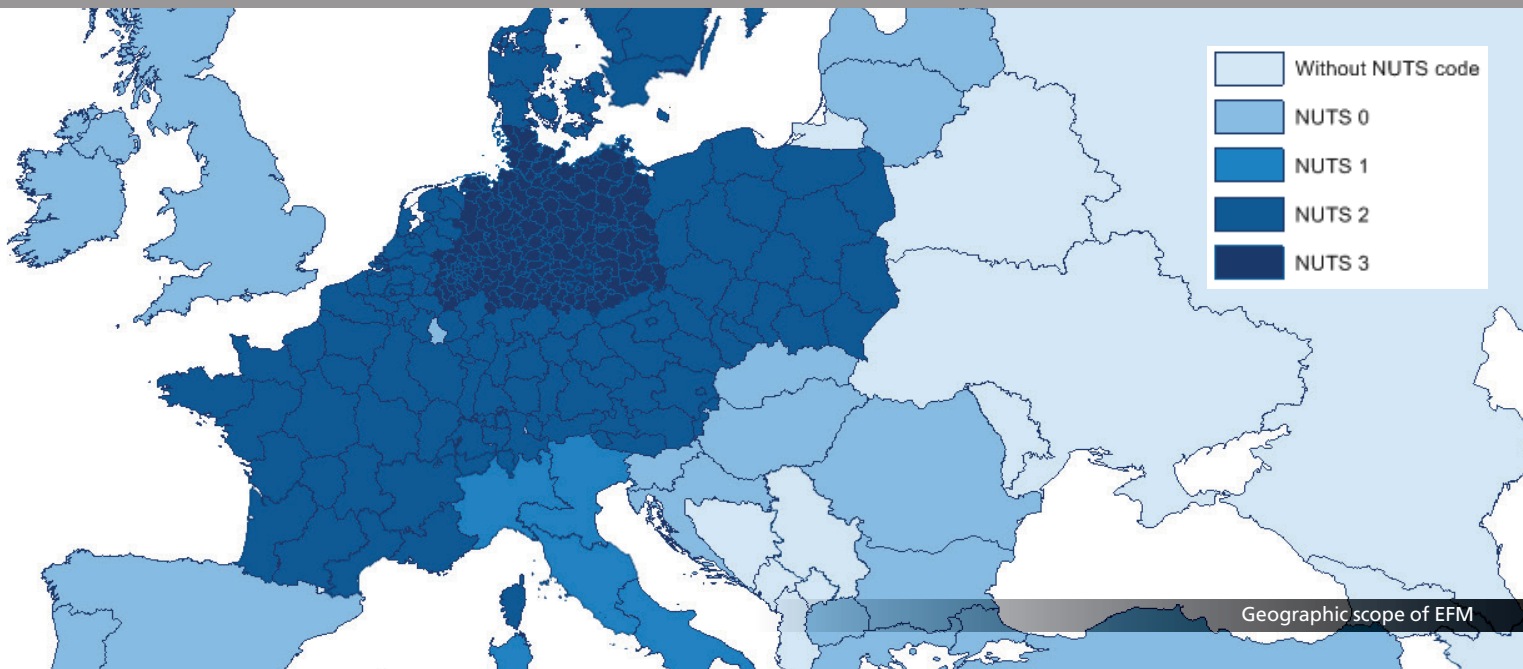 Without NUTS code
NUTS 0
NUTS 1
NUTS 2
NUTS 3
Geographic scope of EFM